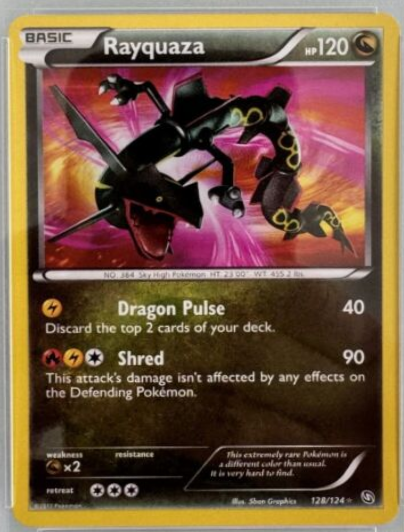 BASIC
Rayquaza HP120
NO. 384 Sky High Pokémon HT. 23'00" WT. 455.2 lbs.
Dragon Pulse 40
Discard the top 2 cards of your deck.
Shred 90
This attack's damage isn't affected by any effects on
the Defending Pokémon.
weakness resistance
×2
This extremely rare Pokémon is
a different color than usual.
It is very hard to find.
retreat
Illus. 5ban Graphics 128/124